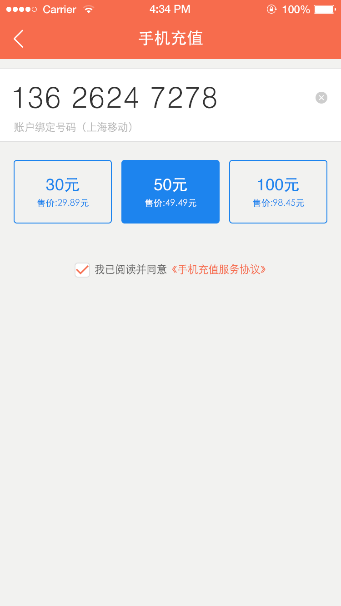 Carrier 4:34 PM 100%
手机充值
136 2624 7278
账户绑定号码（上海移动）
30元 50元 100元
售价:29.89元 售价:49.49元 售价:98.45元
我已阅读并同意《手机充值服务协议》